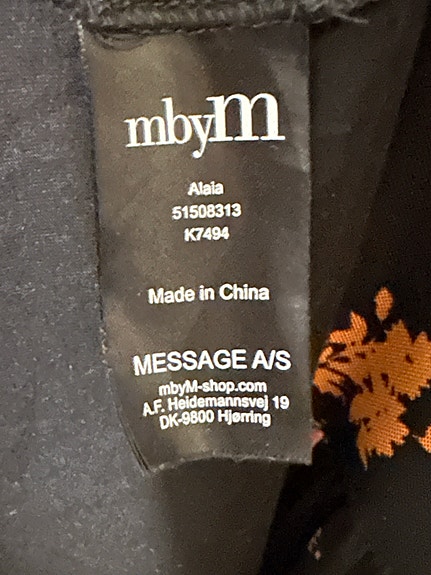 mbyM
Alaia
51508313
K7494
Made in China
MESSAGE A/S
mbyM-shop.com
A.F. Heidemannsvej 19
DK-9800 Hjørring